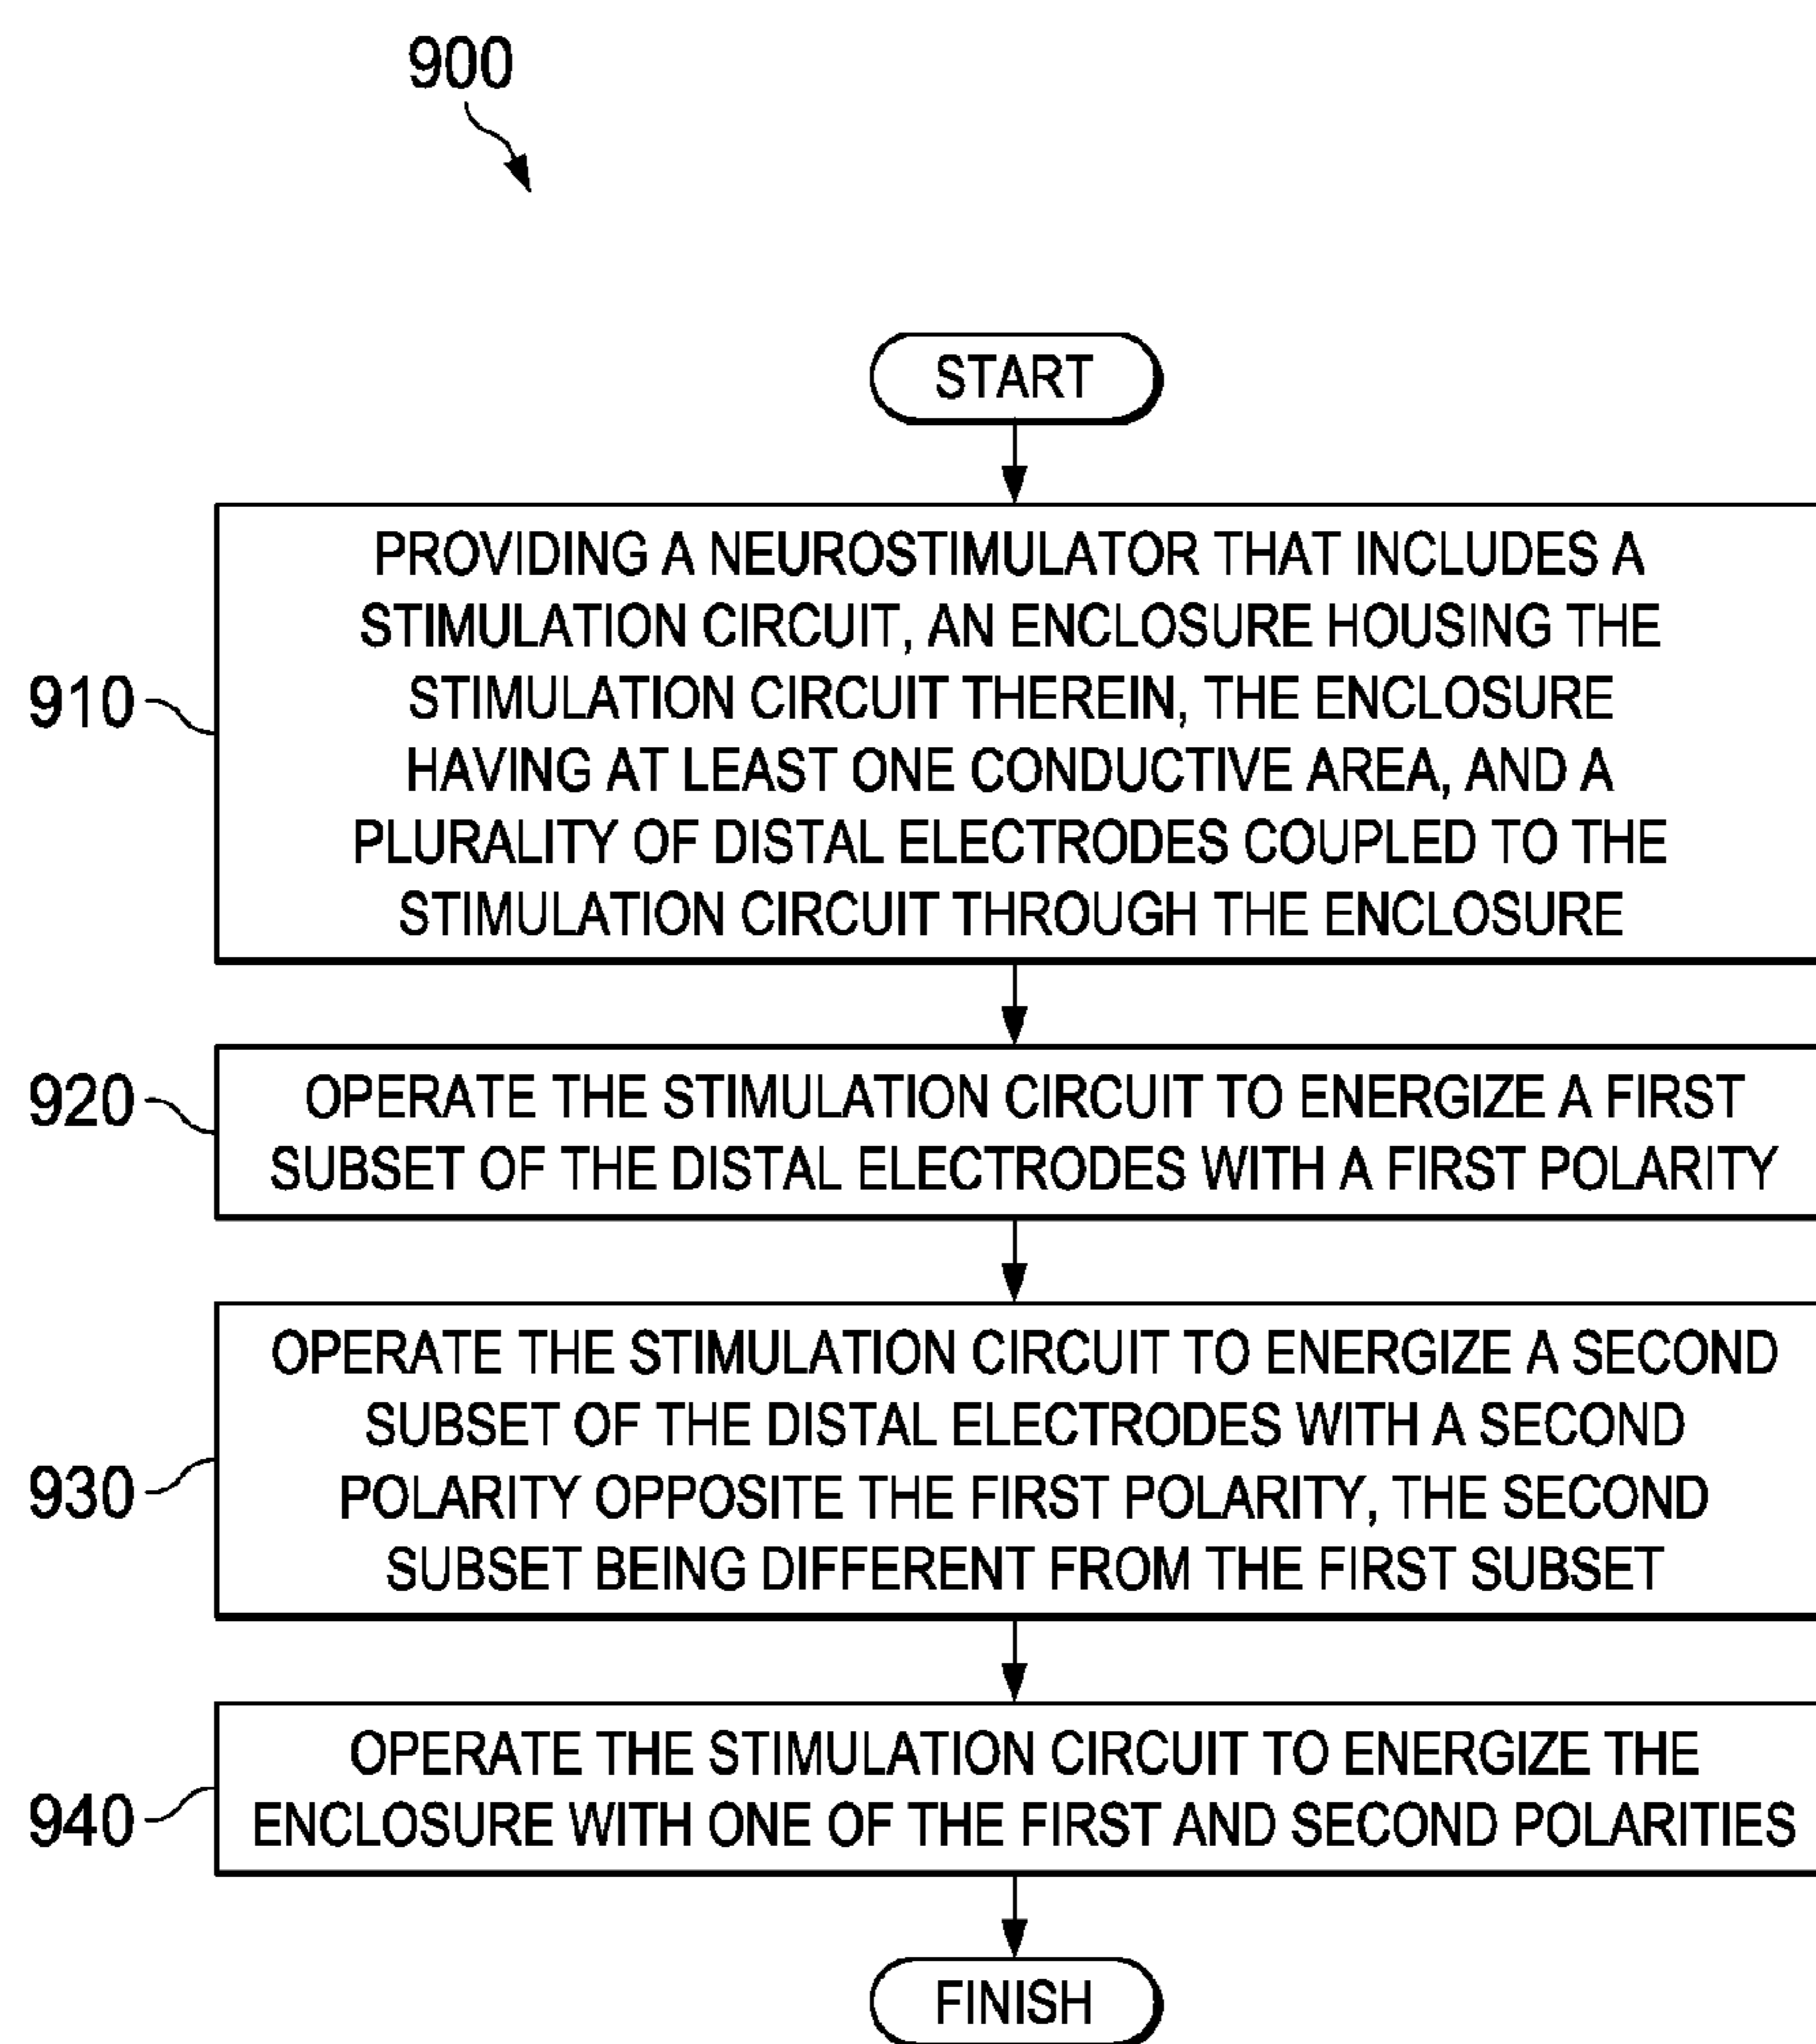 900
START
910
PROVIDING A NEUROSTIMULATOR THAT INCLUDES A
STIMULATION CIRCUIT, AN ENCLOSURE HOUSING THE
STIMULATION CIRCUIT THEREIN, THE ENCLOSURE
HAVING AT LEAST ONE CONDUCTIVE AREA, AND A
PLURALITY OF DISTAL ELECTRODES COUPLED TO THE
STIMULATION CIRCUIT THROUGH THE ENCLOSURE
920
OPERATE THE STIMULATION CIRCUIT TO ENERGIZE A FIRST
SUBSET OF THE DISTAL ELECTRODES WITH A FIRST POLARITY
930
OPERATE THE STIMULATION CIRCUIT TO ENERGIZE A SECOND
SUBSET OF THE DISTAL ELECTRODES WITH A SECOND
POLARITY OPPOSITE THE FIRST POLARITY, THE SECOND
SUBSET BEING DIFFERENT FROM THE FIRST SUBSET
940
OPERATE THE STIMULATION CIRCUIT TO ENERGIZE THE
ENCLOSURE WITH ONE OF THE FIRST AND SECOND POLARITIES
FINISH